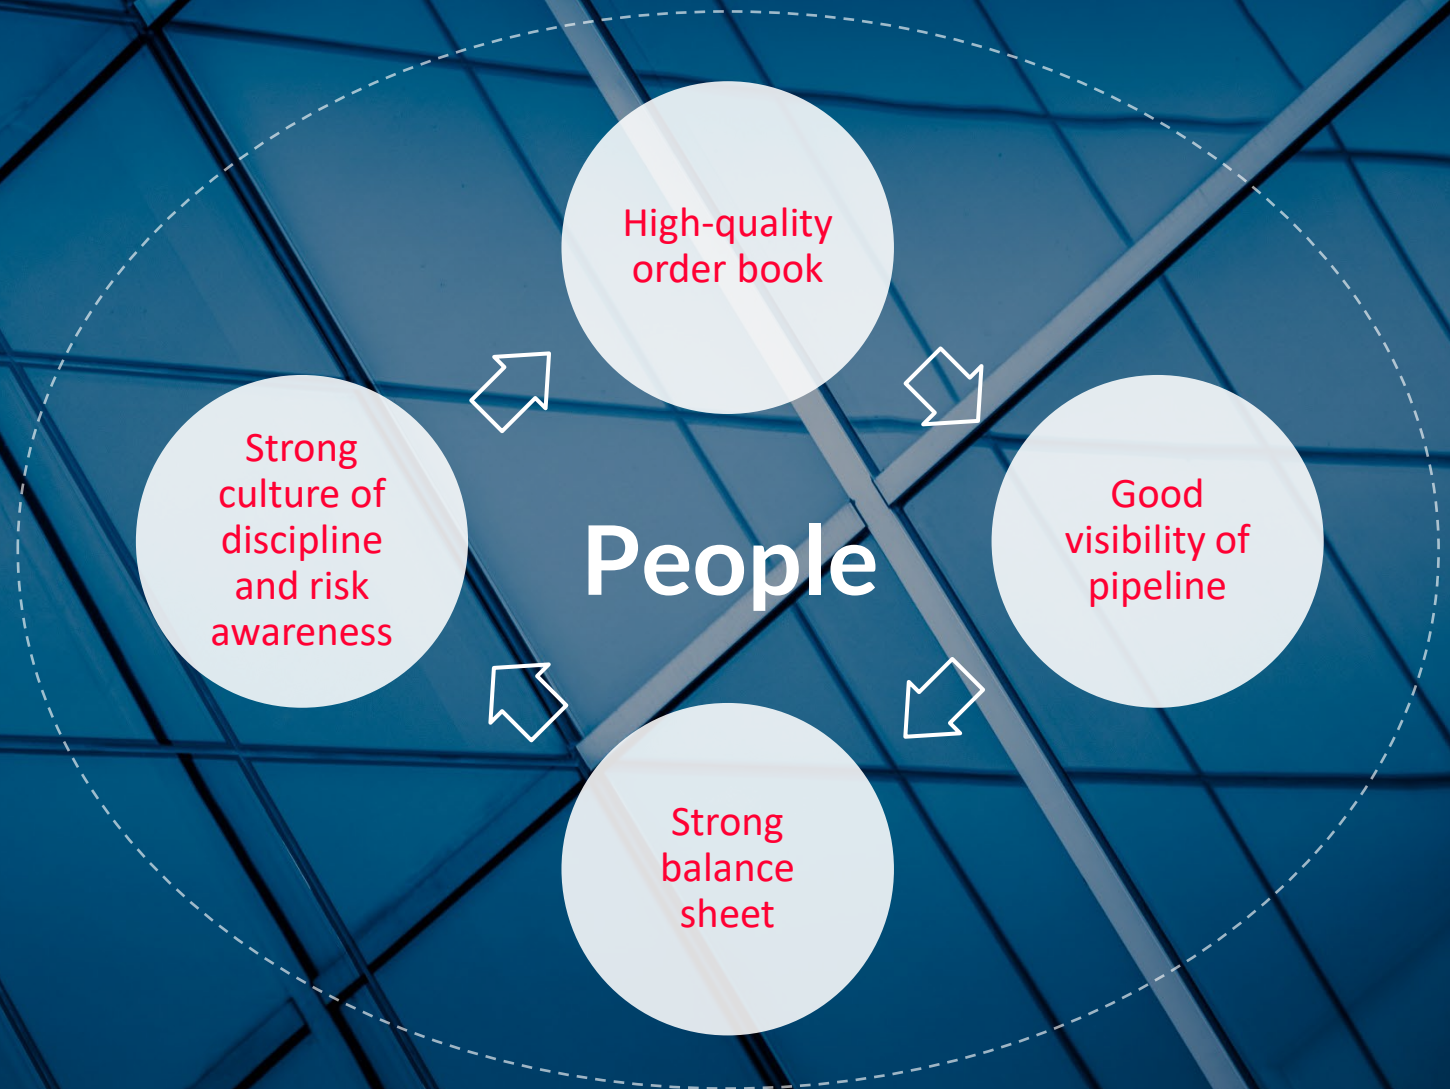 High-quality
order book
Good
visibility of
pipeline
Strong
balance
sheet
Strong
culture of
discipline
and risk
awareness
People